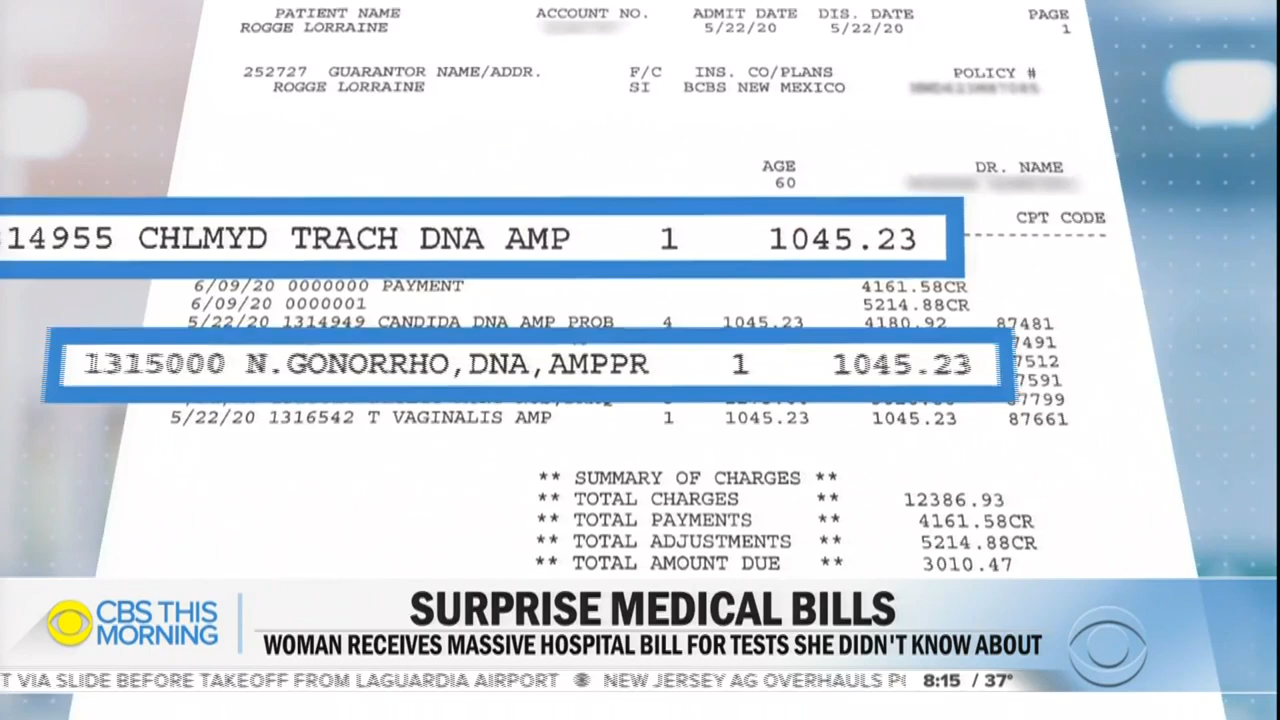 PATIENT NAME ACCOUNT NO. ADMIT DATE DIS. DATE PAGE
ROGGE LORRAINE 5/22/20 5/22/20 1
252727 GUARANTOR NAME/ADDR. F/C INS. CO/PLANS POLICY #
ROGGE LORRAINE SI BCBS NEW MEXICO
AGE DR. NAME
60
CPT CODE
14955 CHLMYD TRACH DNA AMP 1 1045.23
6/09/20 0000000 PAYMENT 4161.58CR
6/09/20 0000001 5214.88CR
5/22/20 1314949 CANDIDA DNA AMP PROB 4 1045.23 4180.92 87481
7491
1315000 N.GONORRHO,DNA,AMPPR 1 1045.23
7512
7591
7799
5/22/20 1316542 T VAGINALIS AMP 1 1045.23 1045.23 87661
** SUMMARY OF CHARGES **
** TOTAL CHARGES ** 12386.93
** TOTAL PAYMENTS ** 4161.58CR
** TOTAL ADJUSTMENTS ** 5214.88CR
** TOTAL AMOUNT DUE ** 3010.47
CBS THIS MORNING
SURPRISE MEDICAL BILLS
WOMAN RECEIVES MASSIVE HOSPITAL BILL FOR TESTS SHE DIDN'T KNOW ABOUT
T VIA SLIDE BEFORE TAKEOFF FROM LAGUARDIA AIRPORT NEW JERSEY AG OVERHAULS 8:15 / 37°